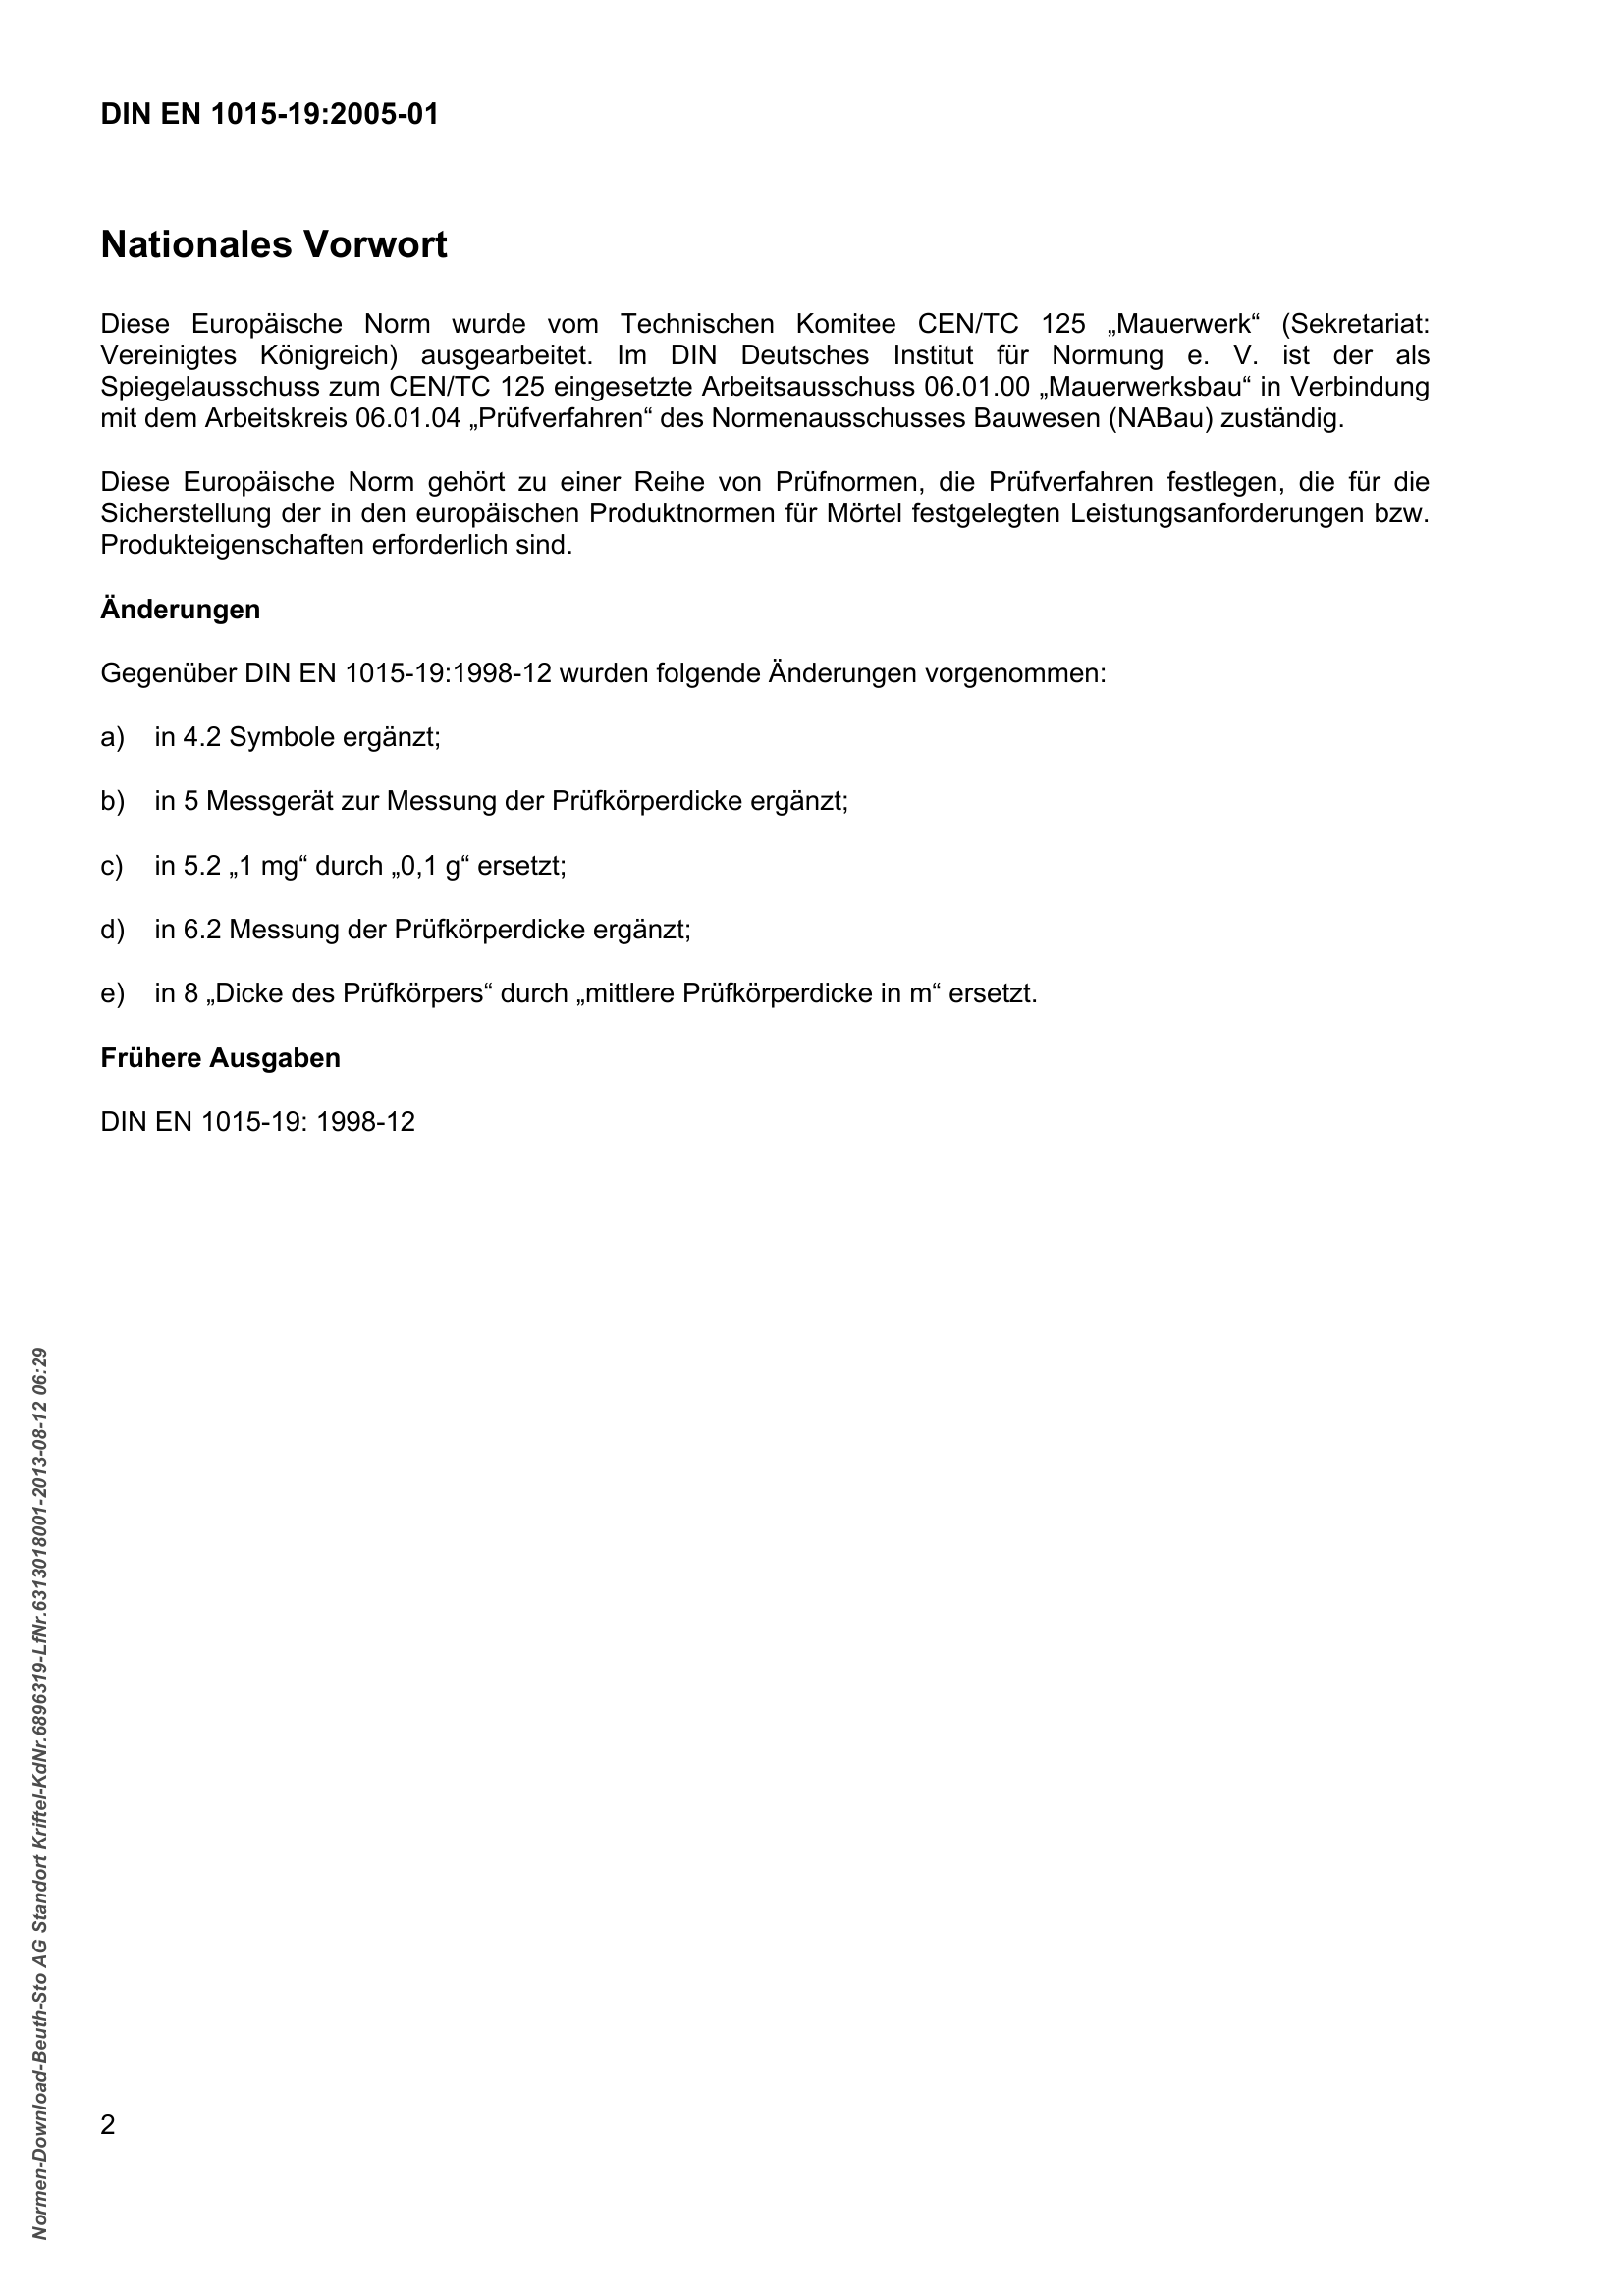 DIN EN 1015-19:2005-01
Nationales Vorwort
Diese Europäische Norm wurde vom Technischen Komitee CEN/TC 125 „Mauerwerk“ (Sekretariat:
Vereinigtes Königreich) ausgearbeitet. Im DIN Deutsches Institut für Normung e. V. ist der als
Spiegelausschuss zum CEN/TC 125 eingesetzte Arbeitsausschuss 06.01.00 „Mauerwerksbau“ in Verbindung
mit dem Arbeitskreis 06.01.04 „Prüfverfahren“ des Normenausschusses Bauwesen (NABau) zuständig.
Diese Europäische Norm gehört zu einer Reihe von Prüfnormen, die Prüfverfahren festlegen, die für die
Sicherstellung der in den europäischen Produktnormen für Mörtel festgelegten Leistungsanforderungen bzw.
Produkteigenschaften erforderlich sind.
Änderungen
Gegenüber DIN EN 1015-19:1998-12 wurden folgende Änderungen vorgenommen:
a) in 4.2 Symbole ergänzt;
b) in 5 Messgerät zur Messung der Prüfkörperdicke ergänzt;
c) in 5.2 „1 mg“ durch „0,1 g“ ersetzt;
d) in 6.2 Messung der Prüfkörperdicke ergänzt;
e) in 8 „Dicke des Prüfkörpers“ durch „mittlere Prüfkörperdicke in m“ ersetzt.
Frühere Ausgaben
DIN EN 1015-19: 1998-12
Normen-Download-Beuth-Sto AG Standort Kriftel-KdNr.6896319-LfNr.6313018001-2013-08-12 06:29
2